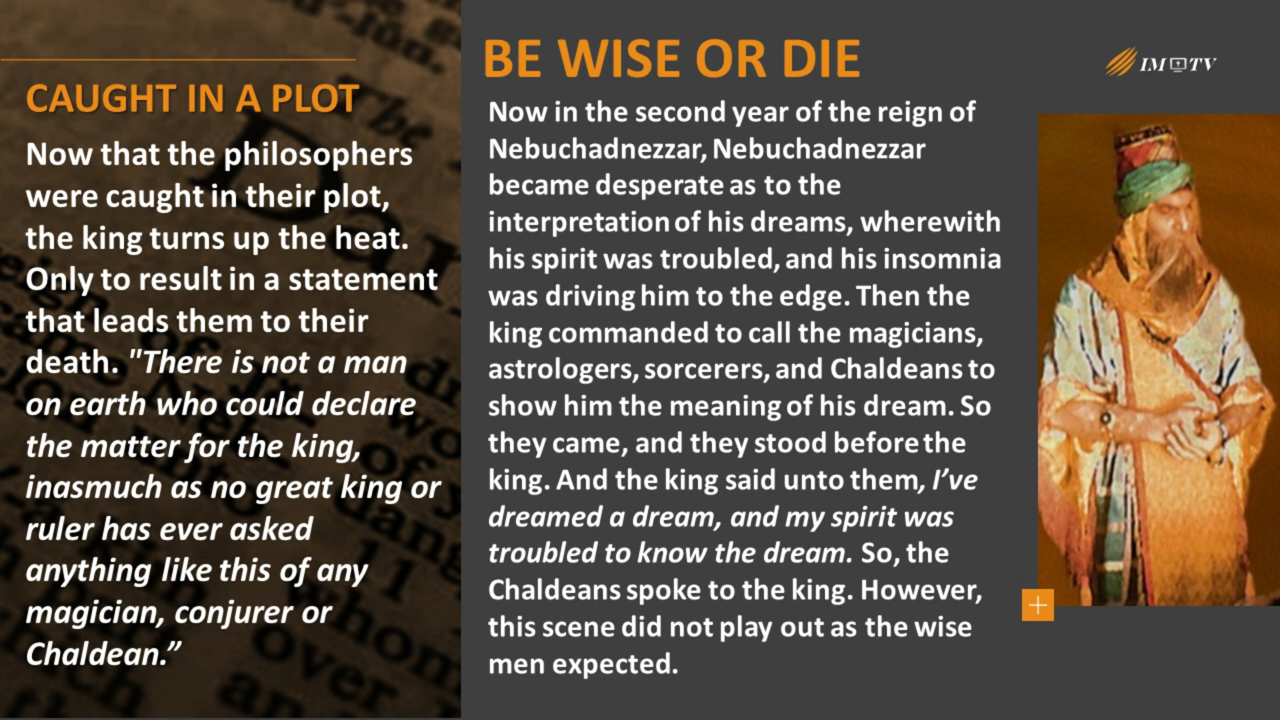 CAUGHT IN A PLOT
Now that the philosophers
were caught in their plot,
the king turns up the heat.
Only to result in a statement
that leads them to their
death. "There is not a man
on earth who could declare
the matter for the king,
inasmuch as no great king or
ruler has ever asked
anything like this of any
magician, conjurer or
Chaldean.”
BE WISE OR DIE
Now in the second year of the reign of
Nebuchadnezzar, Nebuchadnezzar
became desperate as to the
interpretation of his dreams, wherewith
his spirit was troubled, and his insomnia
was driving him to the edge. Then the
king commanded to call the magicians,
astrologers, sorcerers, and Chaldeans to
show him the meaning of his dream. So
they came, and they stood before the
king. And the king said unto them, I’ve
dreamed a dream, and my spirit was
troubled to know the dream. So, the
Chaldeans spoke to the king. However,
this scene did not play out as the wise
men expected.
IM TV